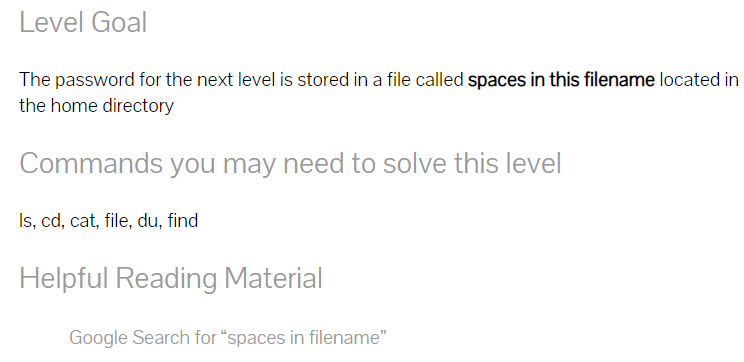 Level Goal
The password for the next level is stored in a file called spaces in this filename located in
the home directory
Commands you may need to solve this level
ls, cd, cat, file, du, find
Helpful Reading Material
Google Search for “spaces in filename”